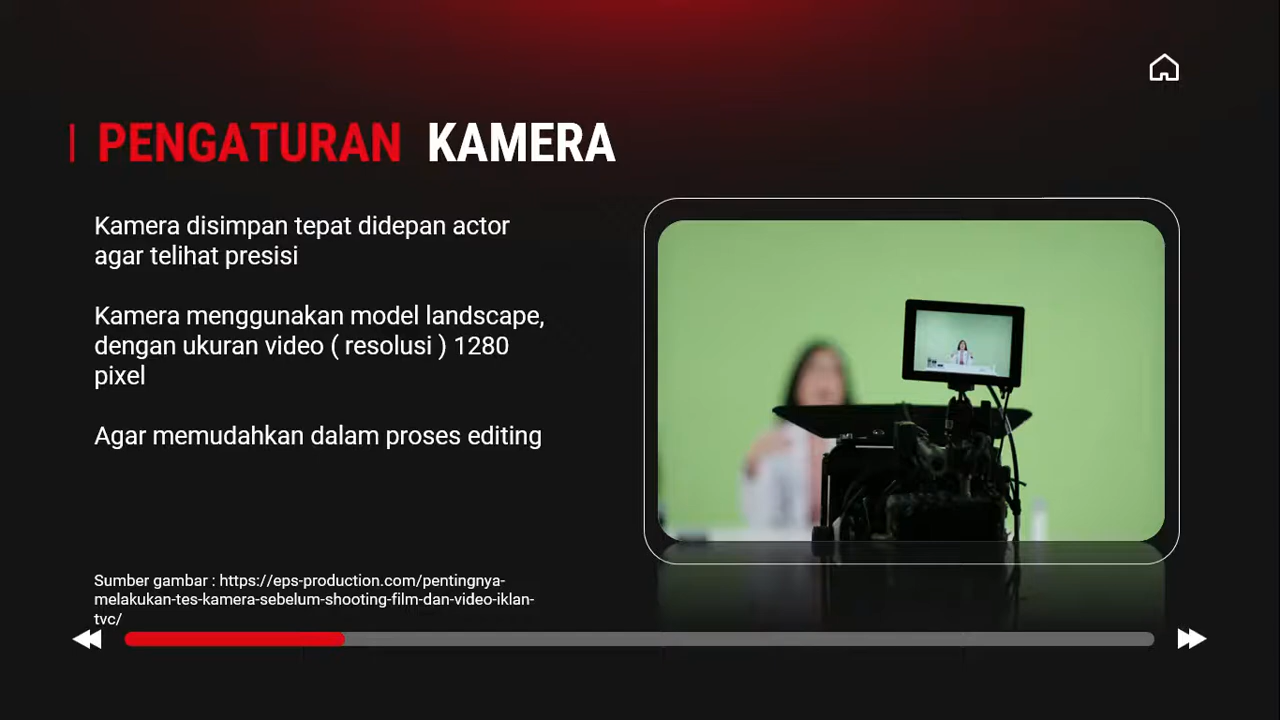 PENGATURAN KAMERA
Kamera disimpan tepat didepan actor
agar telihat presisi
Kamera menggunakan model landscape,
dengan ukuran video ( resolusi ) 1280
pixel
Agar memudahkan dalam proses editing
Sumber gambar : https://eps-production.com/pentingnya-
melakukan-tes-kamera-sebelum-shooting-film-dan-video-iklan-
tvc/